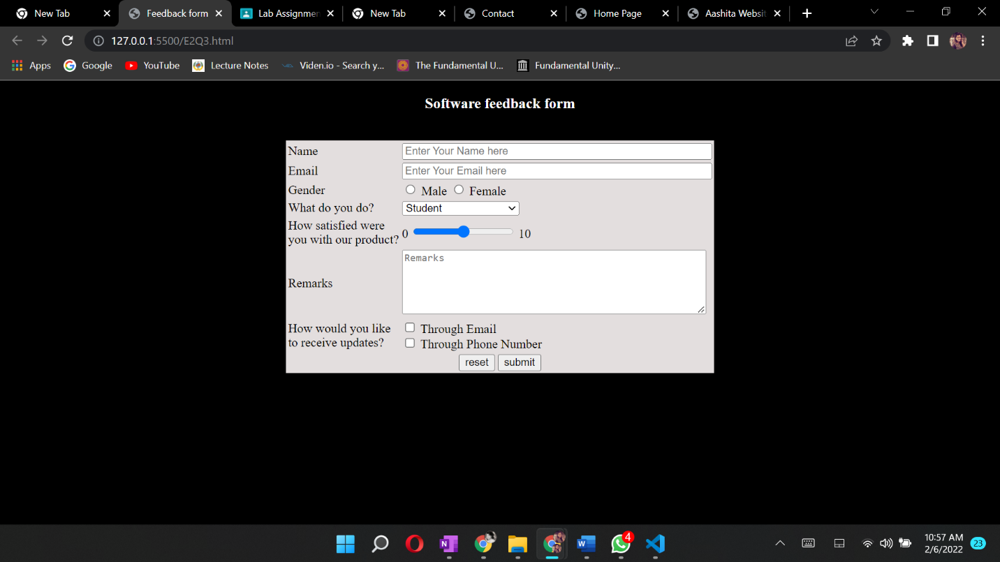 New Tab
Feedback form
Lab Assignmen
New Tab
Contact
Home Page
Aashita Websit
127.0.0.1:5500/E2Q3.html
Apps
Google
YouTube
Lecture Notes
Viden.io - Search y...
The Fundamental U...
Fundamental Unity...
Software feedback form
Name
Enter Your Name here
Email
Enter Your Email here
Gender
Male
Female
What do you do?
Student
How satisfied were
you with our product?
0
10
Remarks
Remarks
How would you like
to receive updates?
Through Email
Through Phone Number
reset
submit
N
W
4
10:57 AM
2/6/2022
23